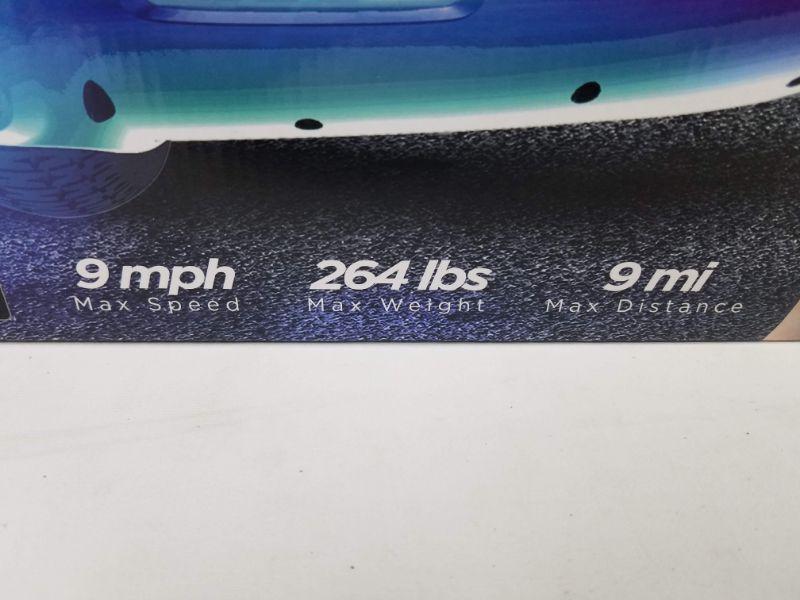 9 mph 264 lbs 9 mi
Max Speed Max Weight Max Distance